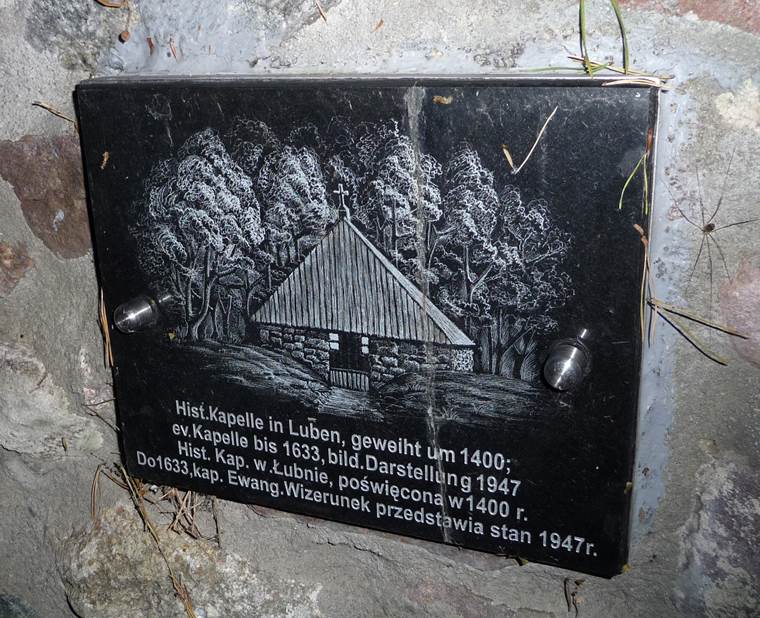 Hist.Kapelle in Luben, geweiht um 1400;
ev.Kapelle bis 1633, bild.Darstellung 1947
Hist. Kap. w.Łubnie, poświęcona w 1400 r.
Do1633,kap. Ewang.Wizerunek przedstawia stan 1947r.